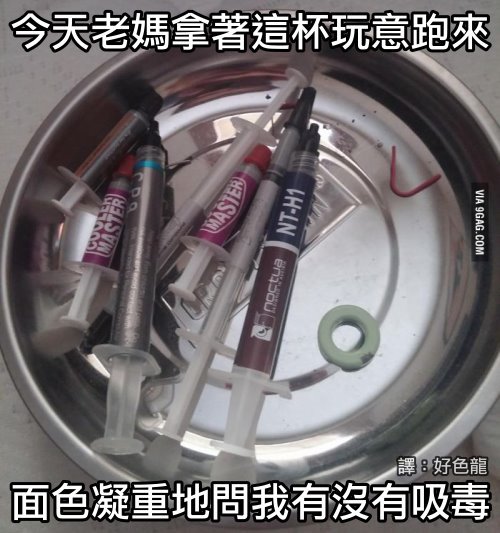 今天老媽拿著這杯玩意跑來
COOLER
MASTER
COOLER
MASTER
NT-H1
noctua
VIA 9GAG.COM
譯：好色龍
面色凝重地問我有沒有吸毒